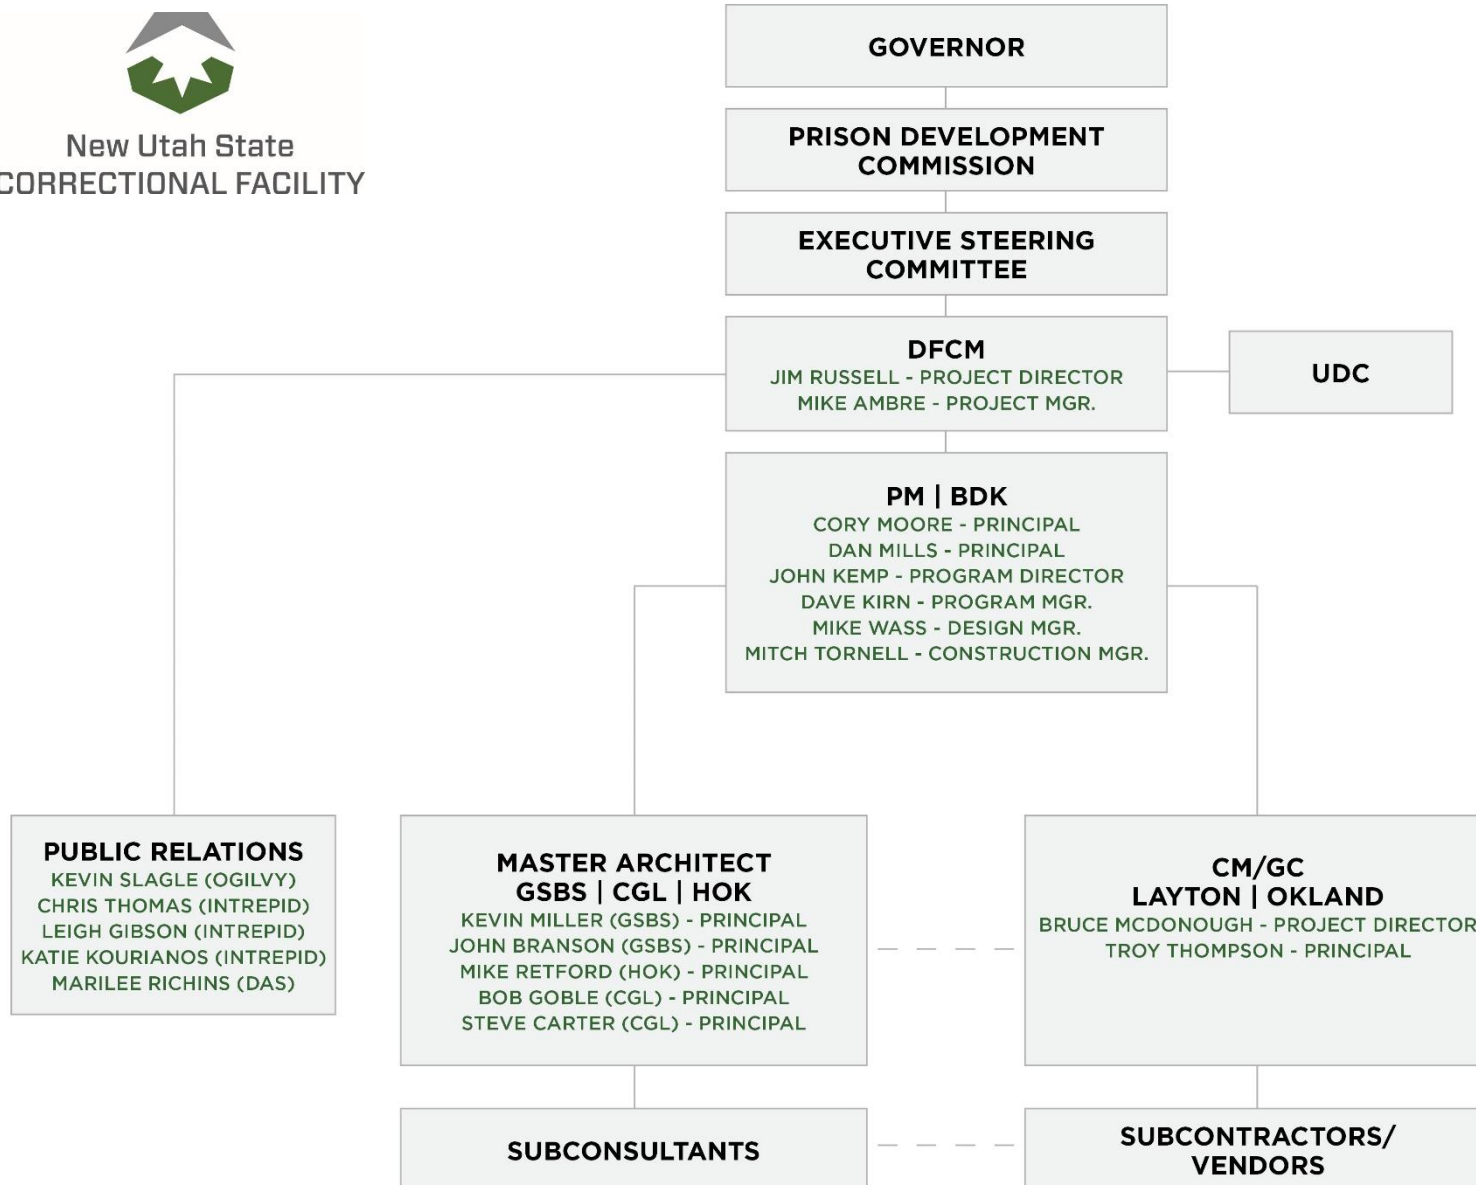 New Utah State
CORRECTIONAL FACILITY
GOVERNOR
PRISON DEVELOPMENT
COMMISSION
EXECUTIVE STEERING
COMMITTEE
DFCM
JIM RUSSELL - PROJECT DIRECTOR
MIKE AMBRE - PROJECT MGR.
UDC
PM | BDK
CORY MOORE - PRINCIPAL
DAN MILLS - PRINCIPAL
JOHN KEMP - PROGRAM DIRECTOR
DAVE KIRN - PROGRAM MGR.
MIKE WASS - DESIGN MGR.
MITCH TORNELL - CONSTRUCTION MGR.
PUBLIC RELATIONS
KEVIN SLAGLE (OGILVY)
CHRIS THOMAS (INTREPID)
LEIGH GIBSON (INTREPID)
KATIE KOURIANOS (INTREPID)
MARILEE RICHINS (DAS)
MASTER ARCHITECT
GSBS | CGL | HOK
KEVIN MILLER (GSBS) - PRINCIPAL
JOHN BRANSON (GSBS) - PRINCIPAL
MIKE RETFORD (HOK) - PRINCIPAL
BOB GOBLE (CGL) - PRINCIPAL
STEVE CARTER (CGL) - PRINCIPAL
CM/GC
LAYTON | OKLAND
BRUCE MCDONOUGH - PROJECT DIRECTOR
TROY THOMPSON - PRINCIPAL
SUBCONSULTANTS
SUBCONTRACTORS/
VENDORS